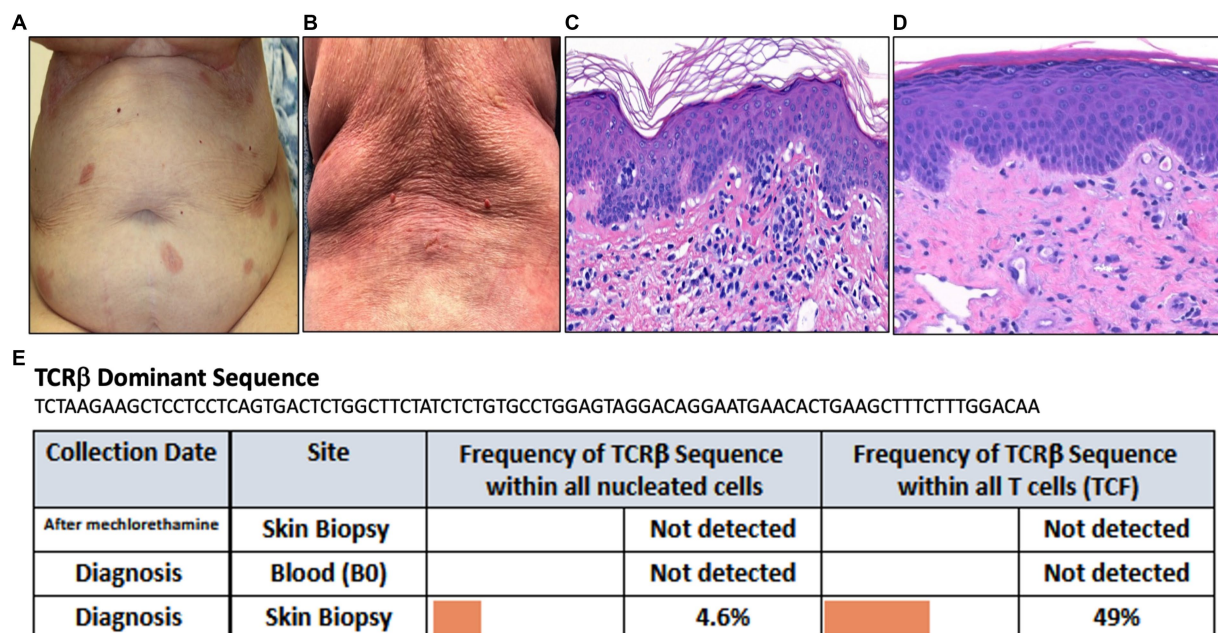 A B C D
E
TCRβ Dominant Sequence
TCTAAGAAGCTCCTCCTCAGTGACTCTGGCTTCTATCTCTGTGCCTGGAGTAGGACAGGAATGAACACTGAAGCTTTCTTTGGACAA
Collection Date Site Frequency of TCRβ Sequence within all nucleated cells Frequency of TCRβ Sequence within all T cells (TCF)
After mechlorethamine Skin Biopsy Not detected Not detected
Diagnosis Blood (B0) Not detected Not detected
Diagnosis Skin Biopsy 4.6% 49%